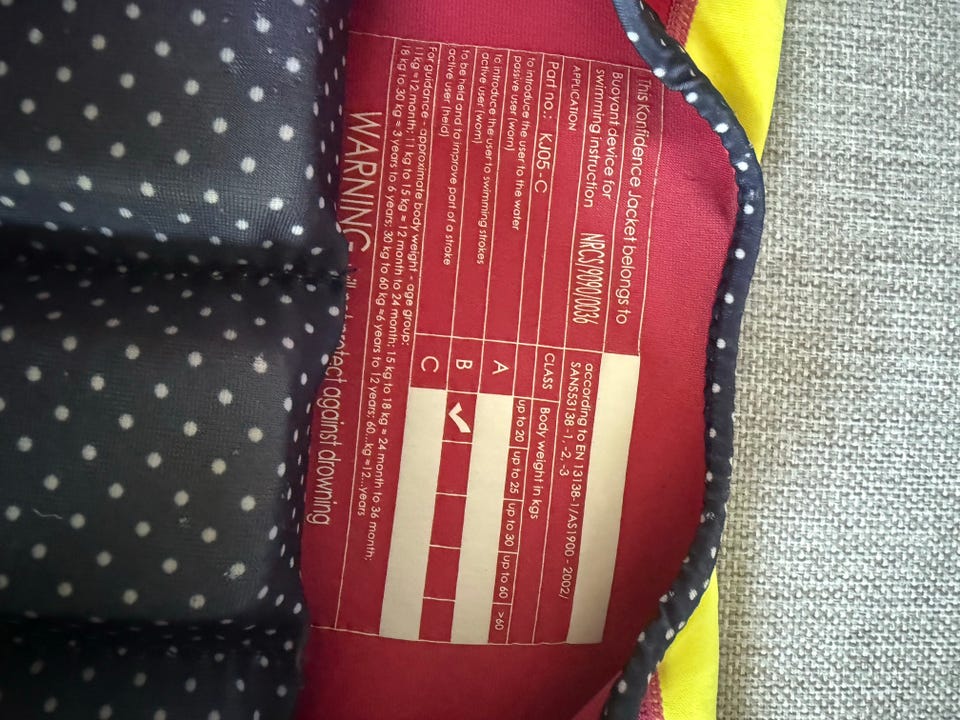 This Konfidence Jacket belongs to
Buoyant device for
swimming instruction
NRCS 9090/0036
according to EN 13138-1/AS1900 - 2002/
SANS53138 -1, -2, -3
APPLICATION
CLASS
Body weight in kgs
Part no.: KJ05 - C
up to 20
up to 25
up to 30
up to 60
>60
to introduce the user to the water
passive user (worn)
A
to introduce the user to swimming strokes
active user (worn)
B
✓
to be held and to improve part of a stroke
active user (held)
C
For guidance - approximate body weight - age group:
11kg = 12 month; 11 kg to 15 kg = 12 month to 24 month; 15 kg to 18 kg = 24 month to 36 month;
18 kg to 30 kg = 3 years to 6 years; 30 kg to 60 kg =6 years to 12 years; 60...kg =12...years
WARNING- will not protect against drowning